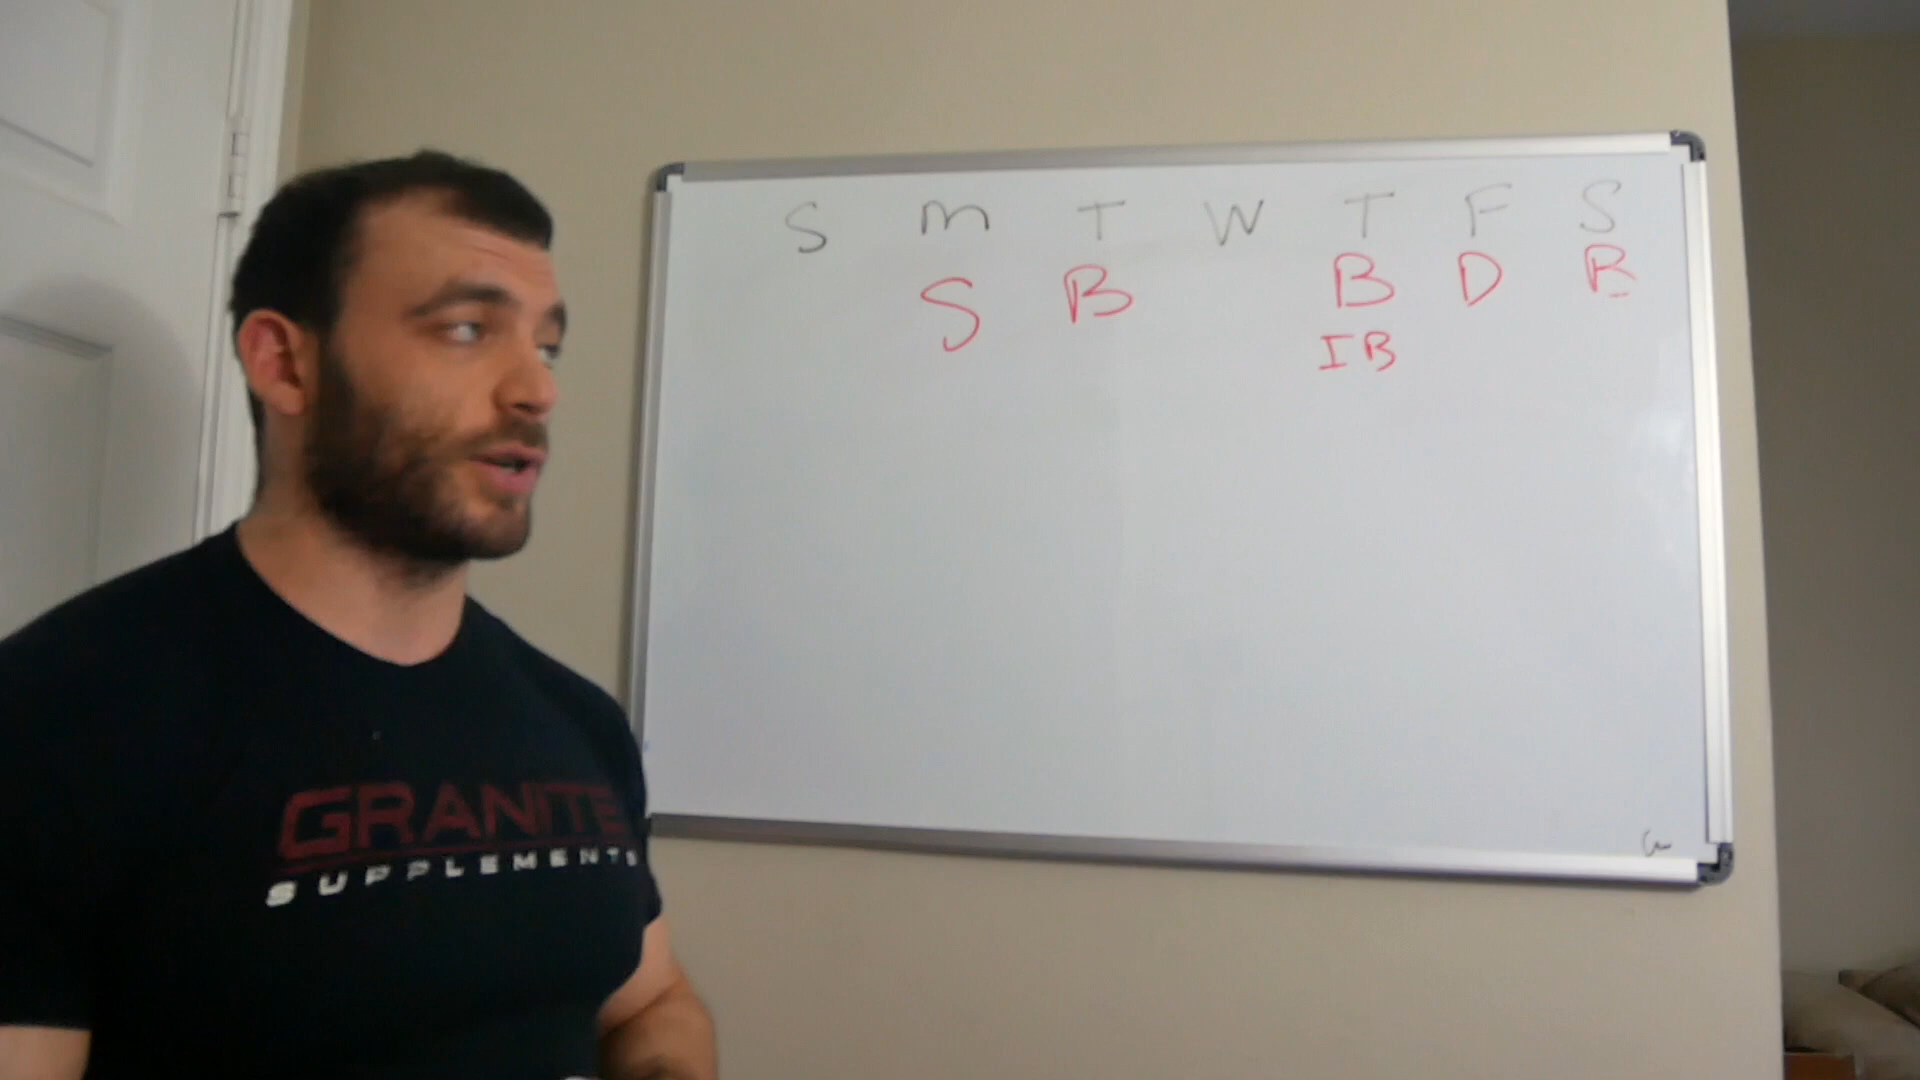 S M T W T F S
S B B D B
IB
GRANITE
SUPPLEMENTS